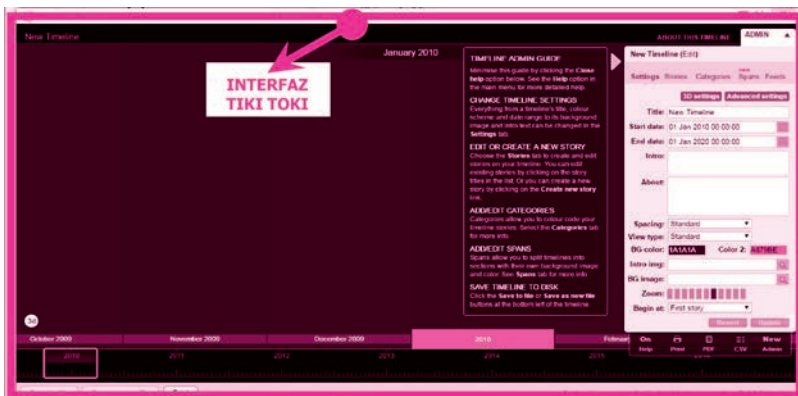 New Timeline
ABOUT THIS TIMELINE
ADMIN
January 2010
INTERFAZ
TIKI TOKI
TIMELINE ADMIN GUIDE
Minimise this guide by clicking the Close
help option below. See the Help option in
the main menu for more detailed help.
CHANGE TIMELINE SETTINGS
Everything from a timeline's title, colour
scheme and date range to its background
image and intro text can be changed in the
Settings tab.
EDIT OR CREATE A NEW STORY
Choose the Stories tab to create and edit
stories on your timeline. You can edit
existing stories by clicking on the story
titles in the list. Or you can create a new
story by clicking on the Create new story
link.
ADD/EDIT CATEGORIES
Categories allow you to colour code your
timeline stories. Select the Categories tab
for more info.
ADD/EDIT SPANS
Spans allow you to split timelines into
sections with their own background image
and color. See Spans tab for more info.
SAVE TIMELINE TO DISK
Click the Save to file or Save as new file
buttons at the bottom left of the timeline.
New Timeline (Edit)
Settings Stories Categories Spans Feeds
3D settings Advanced settings
Title: New Timeline
Start date: 01 Jan 2010 00:00:00
End date: 01 Jan 2020 00:00:00
Intro:
About:
Spacing: Standard
View type: Standard
BG color: 1A1A1A Color 2:
Intro img:
BG image:
Zoom:
Begin at: First story
Revert Update
3d
October 2009 November 2009 December 2009 2010
On New
Help Print PDF CSV Admin
2010 2011 2012 2013 2014 2015